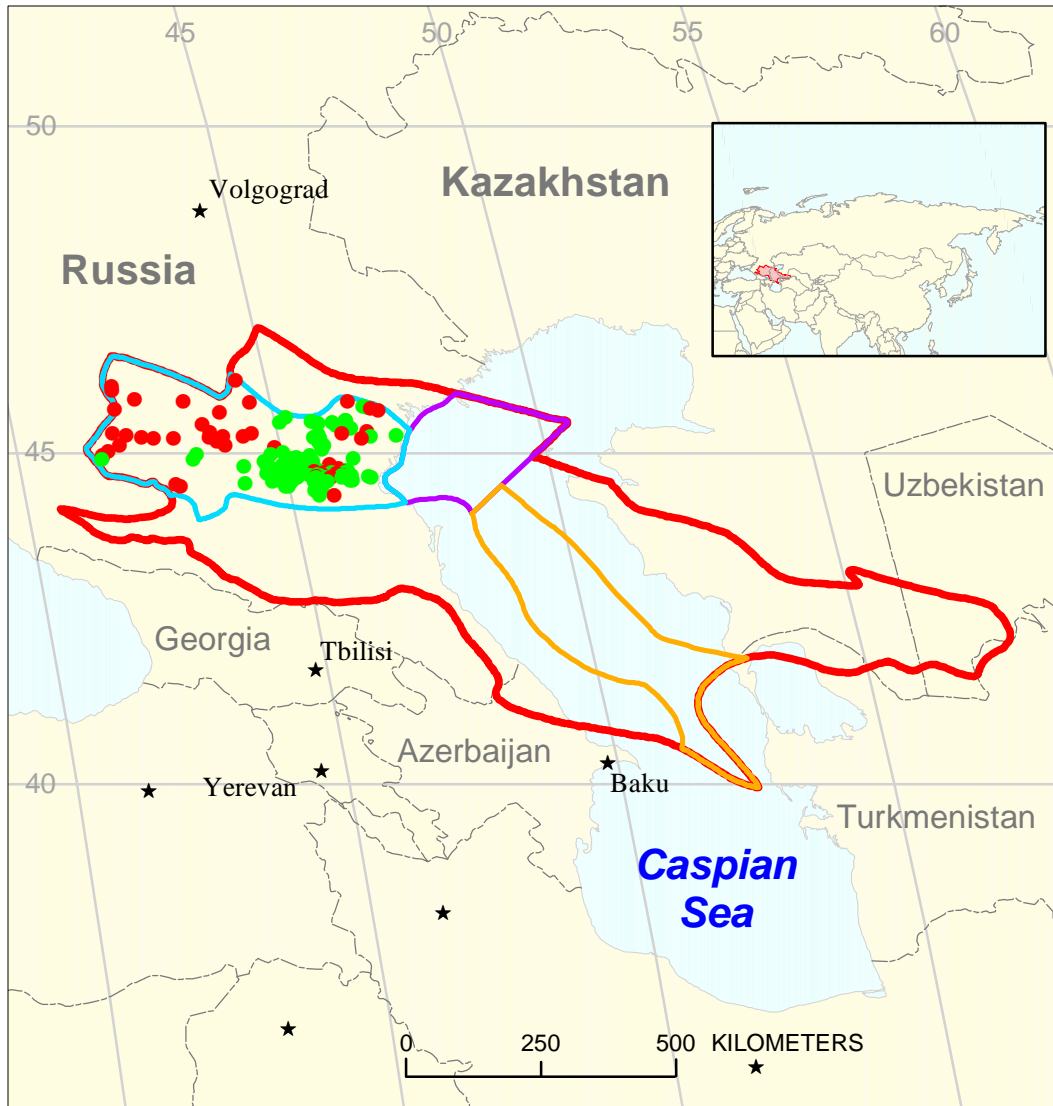 45
50
55
60
50
Volgograd
Kazakhstan
Russia
45
Uzbekistan
Georgia
Tbilisi
Azerbaijan
Yerevan
Baku
40
Turkmenistan
Caspian
Sea
0
250
500
KILOMETERS